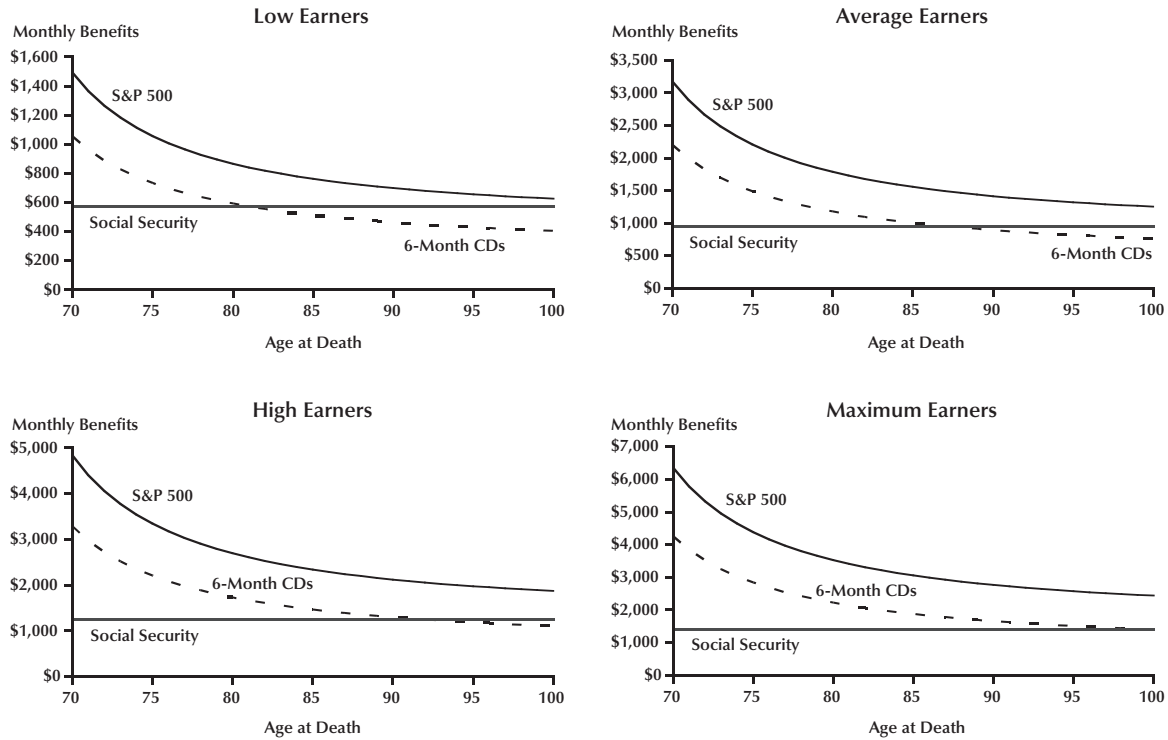 Low Earners
Monthly Benefits
$1,600
$1,400
$1,200
$1,000
$800
$600
$400
$200
$0
S&P 500
Social Security
6-Month CDs
70 75 80 85 90 95 100
Age at Death
Average Earners
Monthly Benefits
$3,500
$3,000
$2,500
$2,000
$1,500
$1,000
$500
$0
S&P 500
Social Security
6-Month CDs
70 75 80 85 90 95 100
Age at Death
High Earners
Monthly Benefits
$5,000
$4,000
$3,000
$2,000
$1,000
$0
S&P 500
6-Month CDs
Social Security
70 75 80 85 90 95 100
Age at Death
Maximum Earners
Monthly Benefits
$7,000
$6,000
$5,000
$4,000
$3,000
$2,000
$1,000
$0
S&P 500
6-Month CDs
Social Security
70 75 80 85 90 95 100
Age at Death